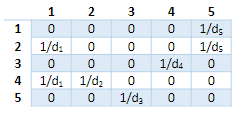 1 2 3 4 5
1 0 0 0 0 1/d₅
2 1/d₁ 0 0 0 1/d₅
3 0 0 0 1/d₄ 0
4 1/d₁ 1/d₂ 0 0 0
5 0 0 1/d₃ 0 0